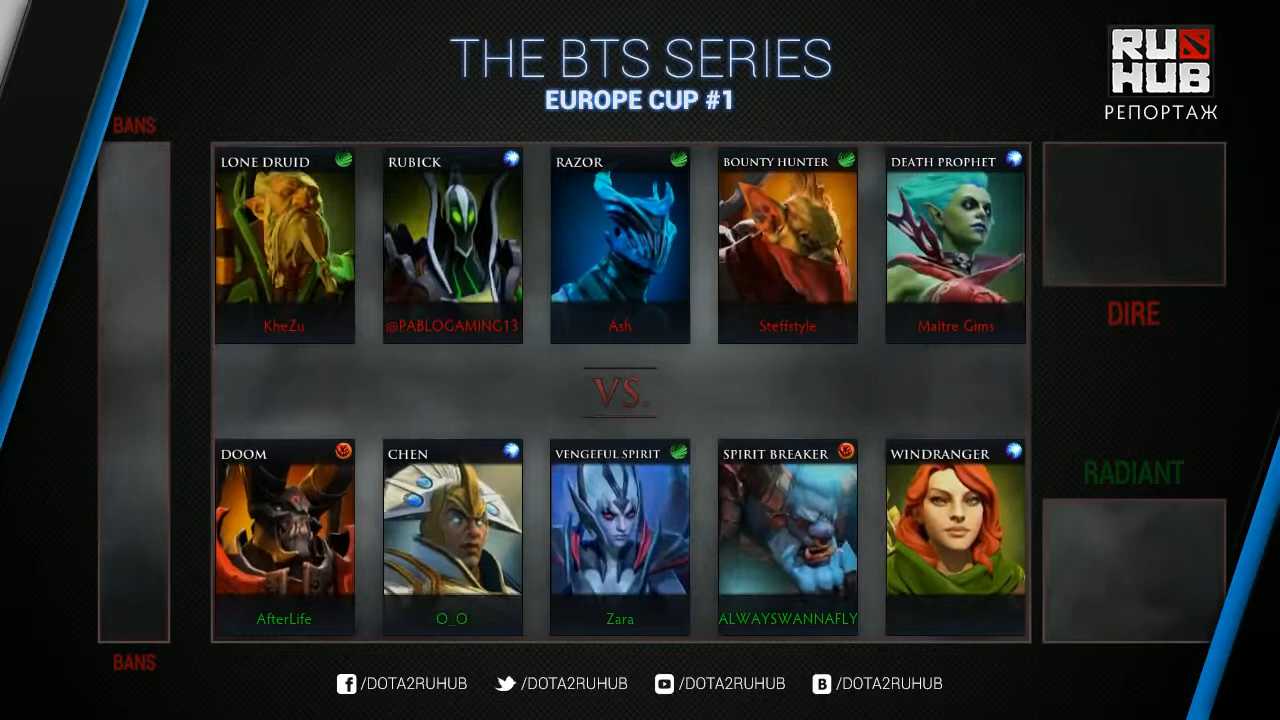 THE BTS SERIES
EUROPE CUP #1
RU
HUB
РЕПОРТАЖ
BANS
LONE DRUID
RUBICK
RAZOR
BOUNTY HUNTER
DEATH PROPHET
KheZu
@PABLOGAMING13
Ash
Steffstyle
Maitre Gims
DIRE
VS.
RADIANT
DOOM
CHEN
VENGEFUL SPIRIT
SPIRIT BREAKER
WINDRANGER
AfterLife
O_O
Zara
ALWAYSWANNAFLY
BANS
/DOTA2RUHUB
/DOTA2RUHUB
/DOTA2RUHUB
/DOTA2RUHUB